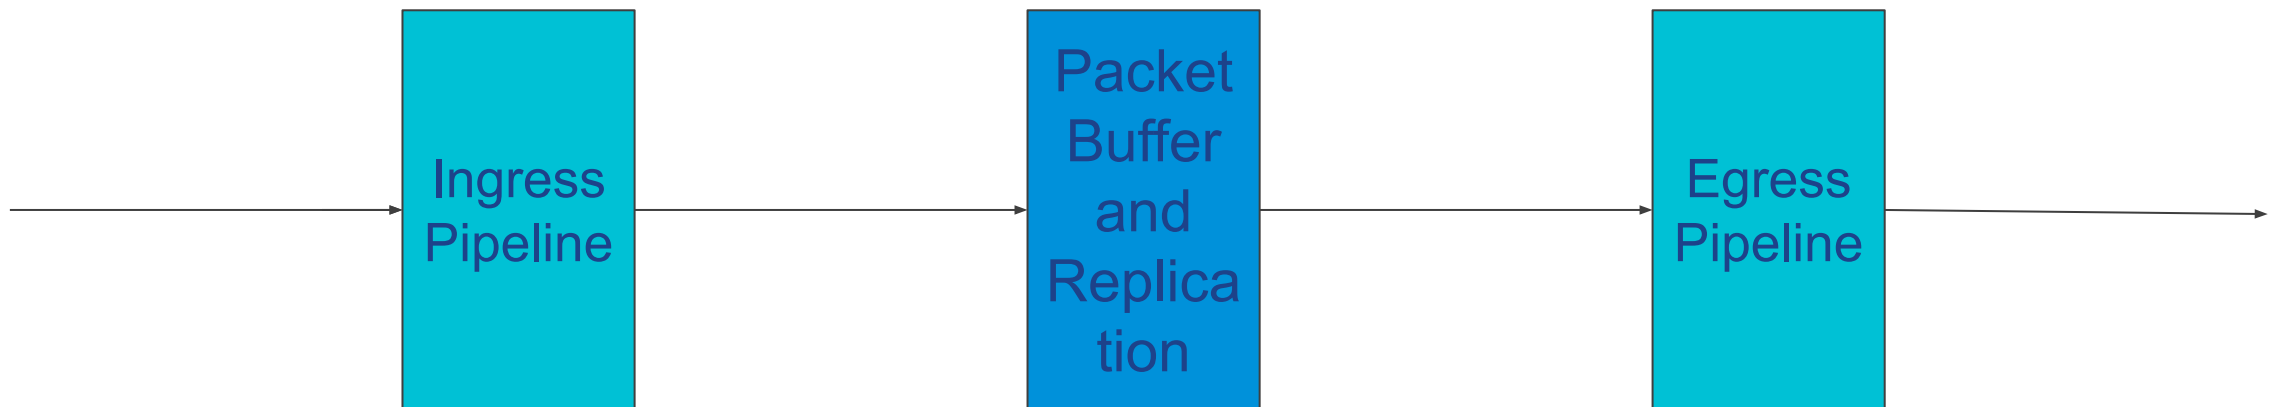 Ingress
Pipeline
Packet
Buffer
and
Replica
tion
Egress
Pipeline